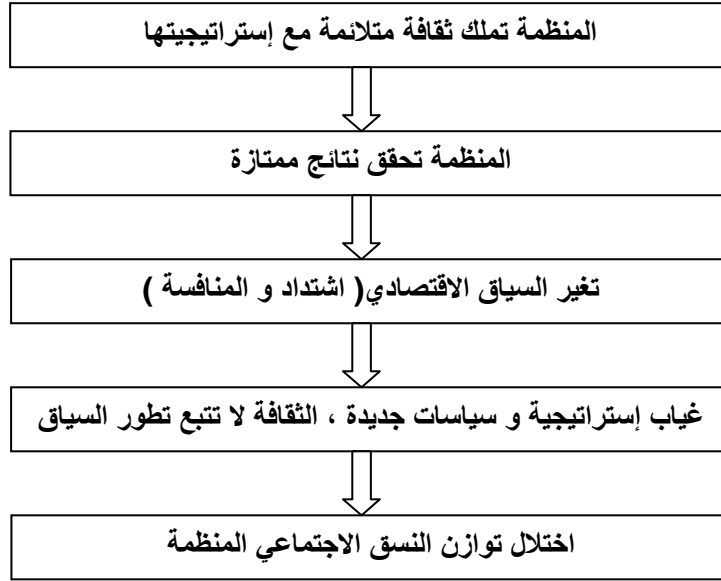 المنظمة تملك ثقافة متلائمة مع إستراتيجيتها
المنظمة تحقق نتائج ممتازة
تغير السياق الاقتصادي( اشتداد و المنافسة )
غياب إستراتيجية و سياسات جديدة ، الثقافة لا تتبع تطور السياق
اختلال توازن النسق الاجتماعي المنظمة